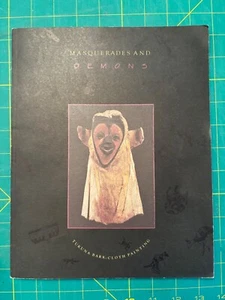 MASQUERADES AND
DEMONS
TUKUNA BARK-CLOTH PAINTING